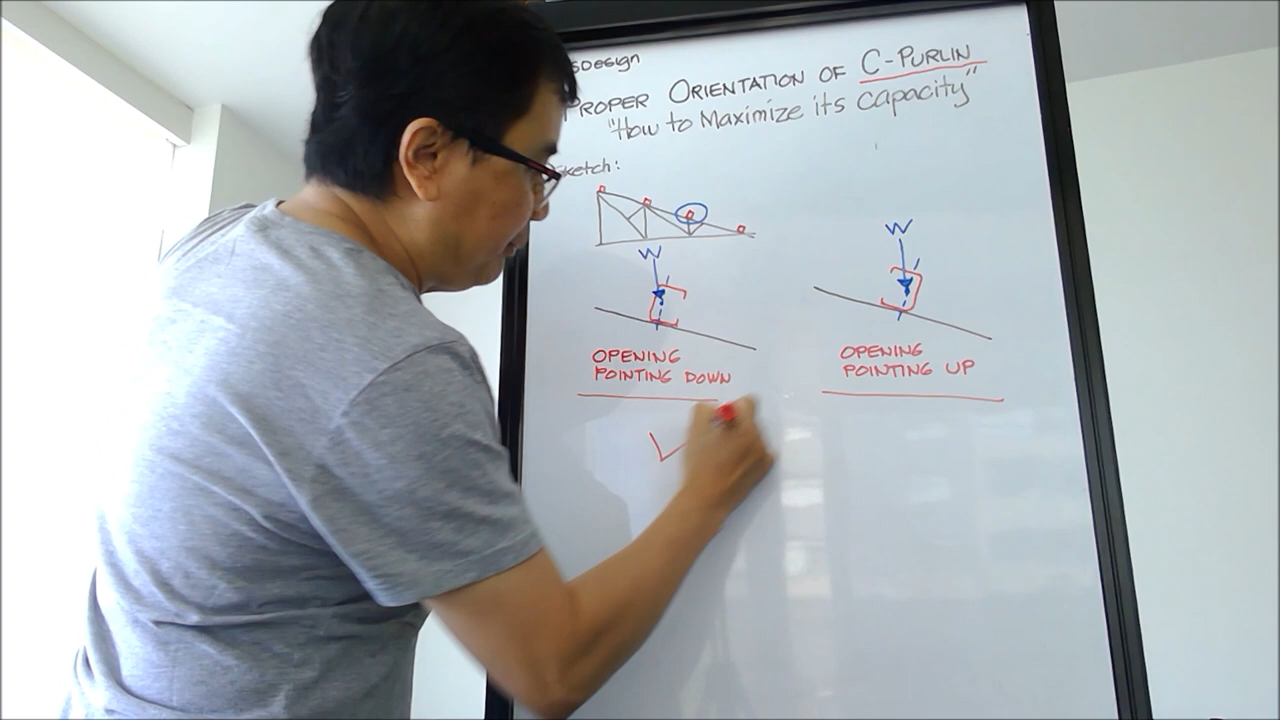 sDesign
PROPER ORIENTATION OF C-PURLIN
"How to Maximize its Capacity"
Sketch:
W
W
OPENING
POINTING DOWN
OPENING
POINTING UP